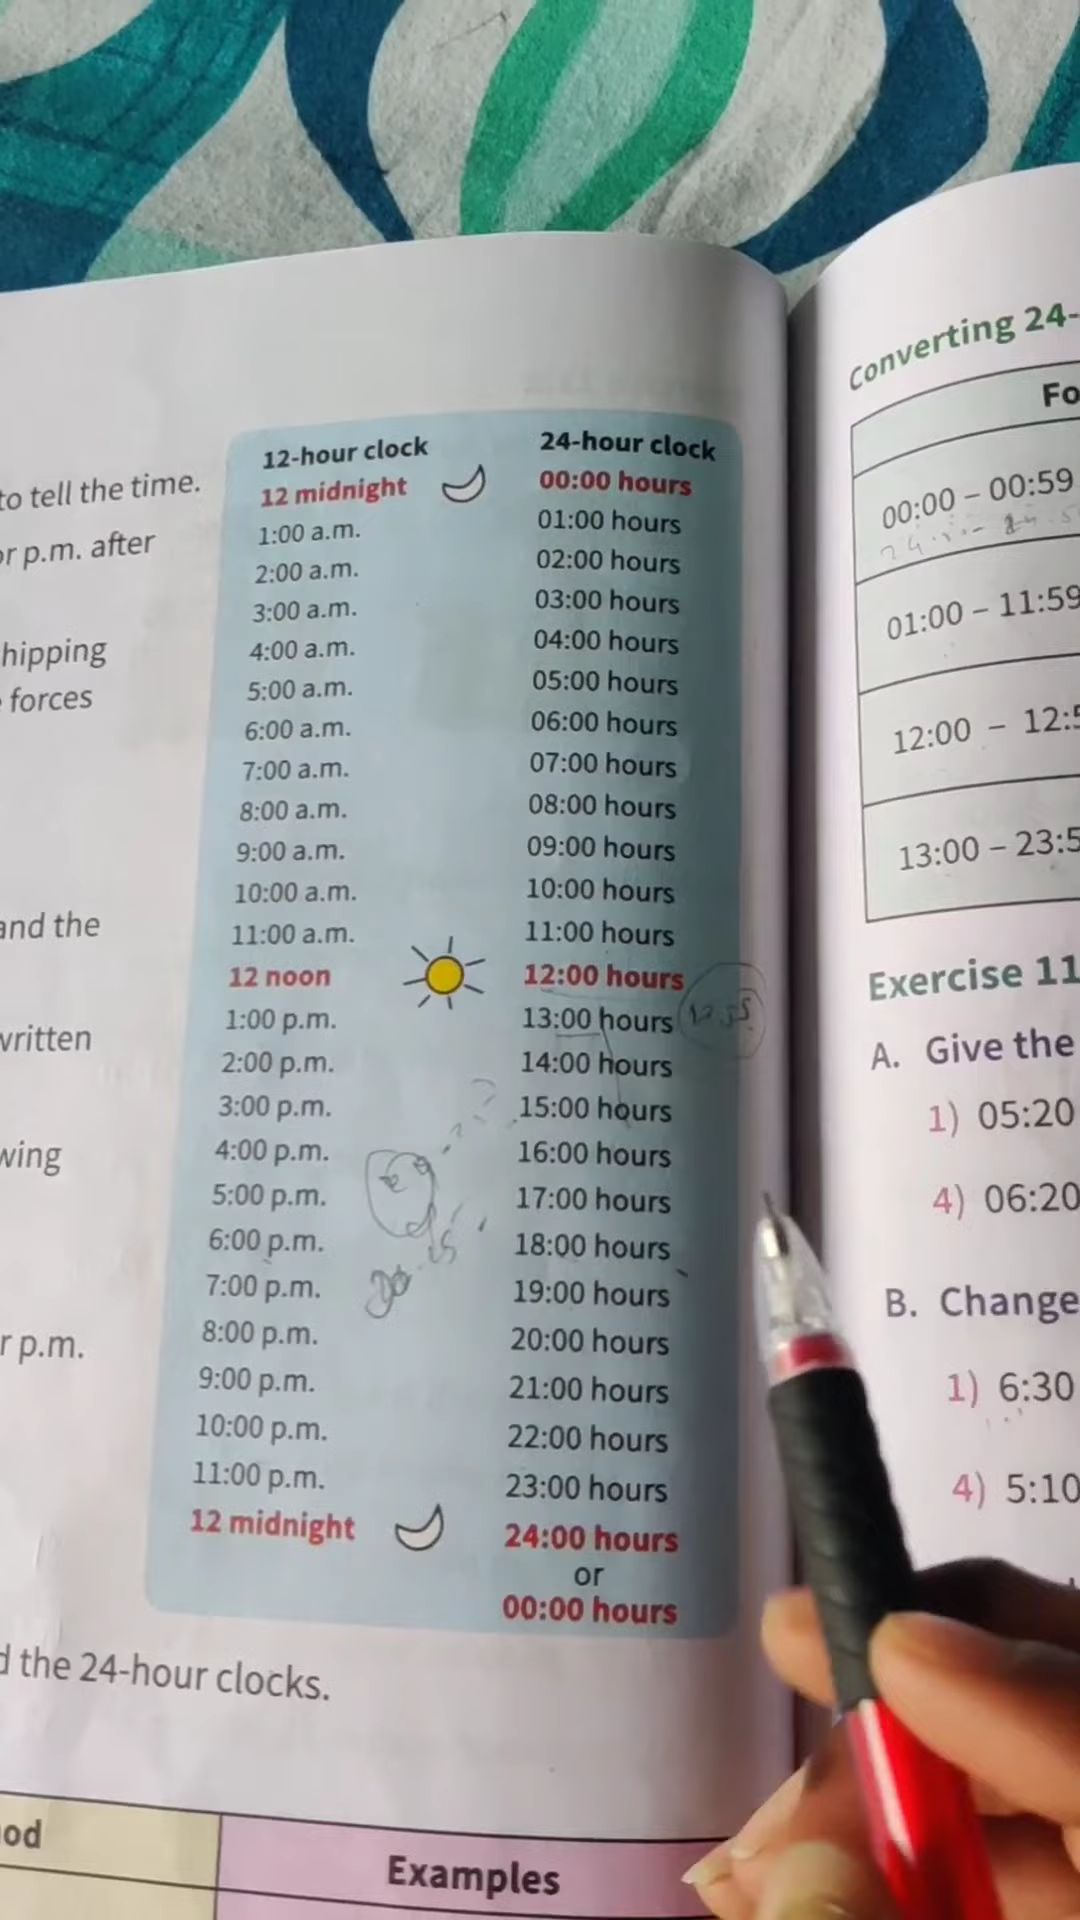 to tell the time.
or p.m. after
hipping
forces
and the
written
wing
r p.m.
12-hour clock 24-hour clock
12 midnight 00:00 hours
1:00 a.m. 01:00 hours
2:00 a.m. 02:00 hours
3:00 a.m. 03:00 hours
4:00 a.m. 04:00 hours
5:00 a.m. 05:00 hours
6:00 a.m. 06:00 hours
7:00 a.m. 07:00 hours
8:00 a.m. 08:00 hours
9:00 a.m. 09:00 hours
10:00 a.m. 10:00 hours
11:00 a.m. 11:00 hours
12 noon 12:00 hours
1:00 p.m. 13:00 hours 12.55
2:00 p.m. 14:00 hours
3:00 p.m. 15:00 hours
4:00 p.m. 16:00 hours
5:00 p.m. 17:00 hours
6:00 p.m. 18:00 hours
7:00 p.m. 19:00 hours
8:00 p.m. 20:00 hours
9:00 p.m. 21:00 hours
10:00 p.m. 22:00 hours
11:00 p.m. 23:00 hours
12 midnight 24:00 hours
or
00:00 hours
d the 24-hour clocks.
od Examples
Converting 24-
Fo
00:00 – 00:59
01:00 – 11:59
12:00 – 12:5
13:00 – 23:5
Exercise 11
A. Give the
1) 05:20
4) 06:20
B. Change
1) 6:30
4) 5:10